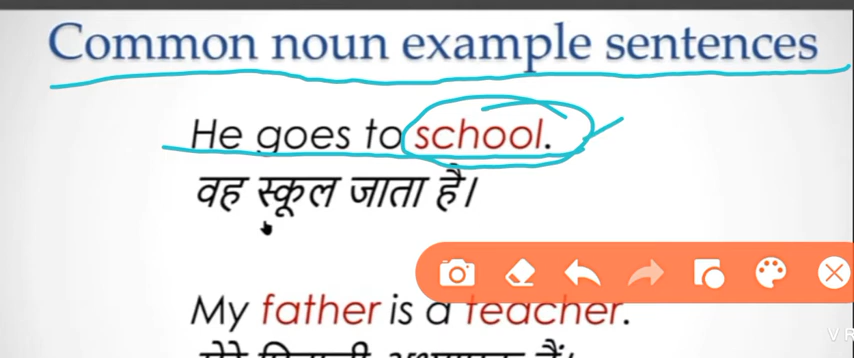 Common noun example sentences
He goes to school.
वह स्कूल जाता है।
My father is a teacher.